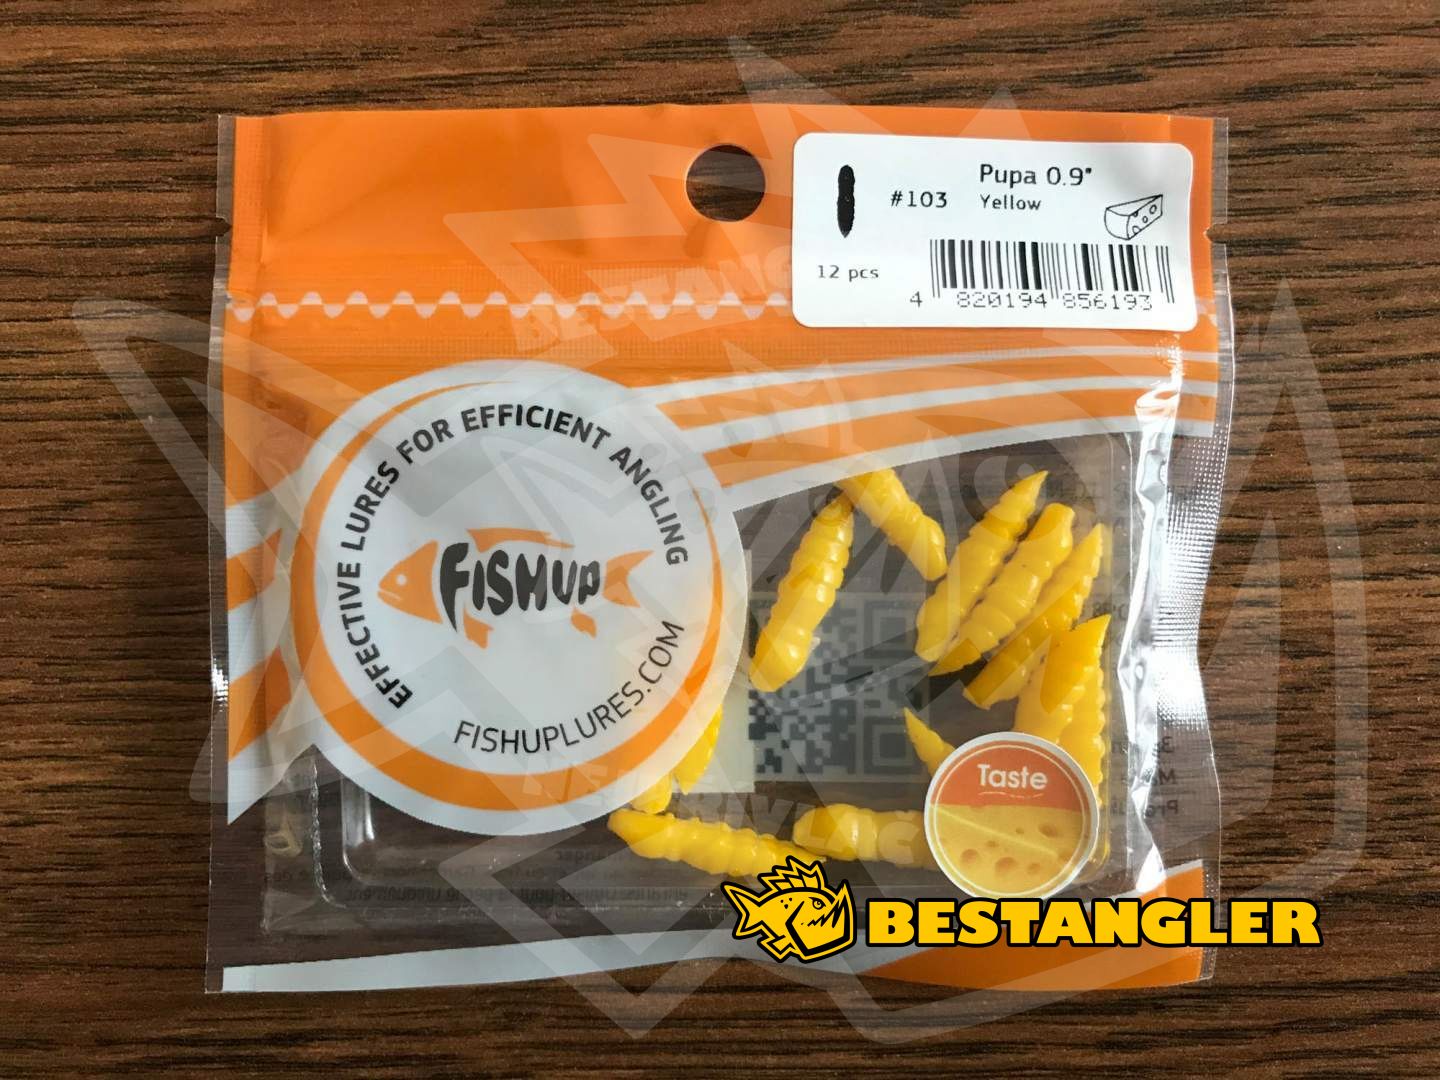 Pupa 0.9"
#103 Yellow
12 pcs
4 820194 856193
EFFECTIVE LURES FOR EFFICIENT ANGLING
FISHUP
FISHUPLURES.COM
Taste
BESTANGLER